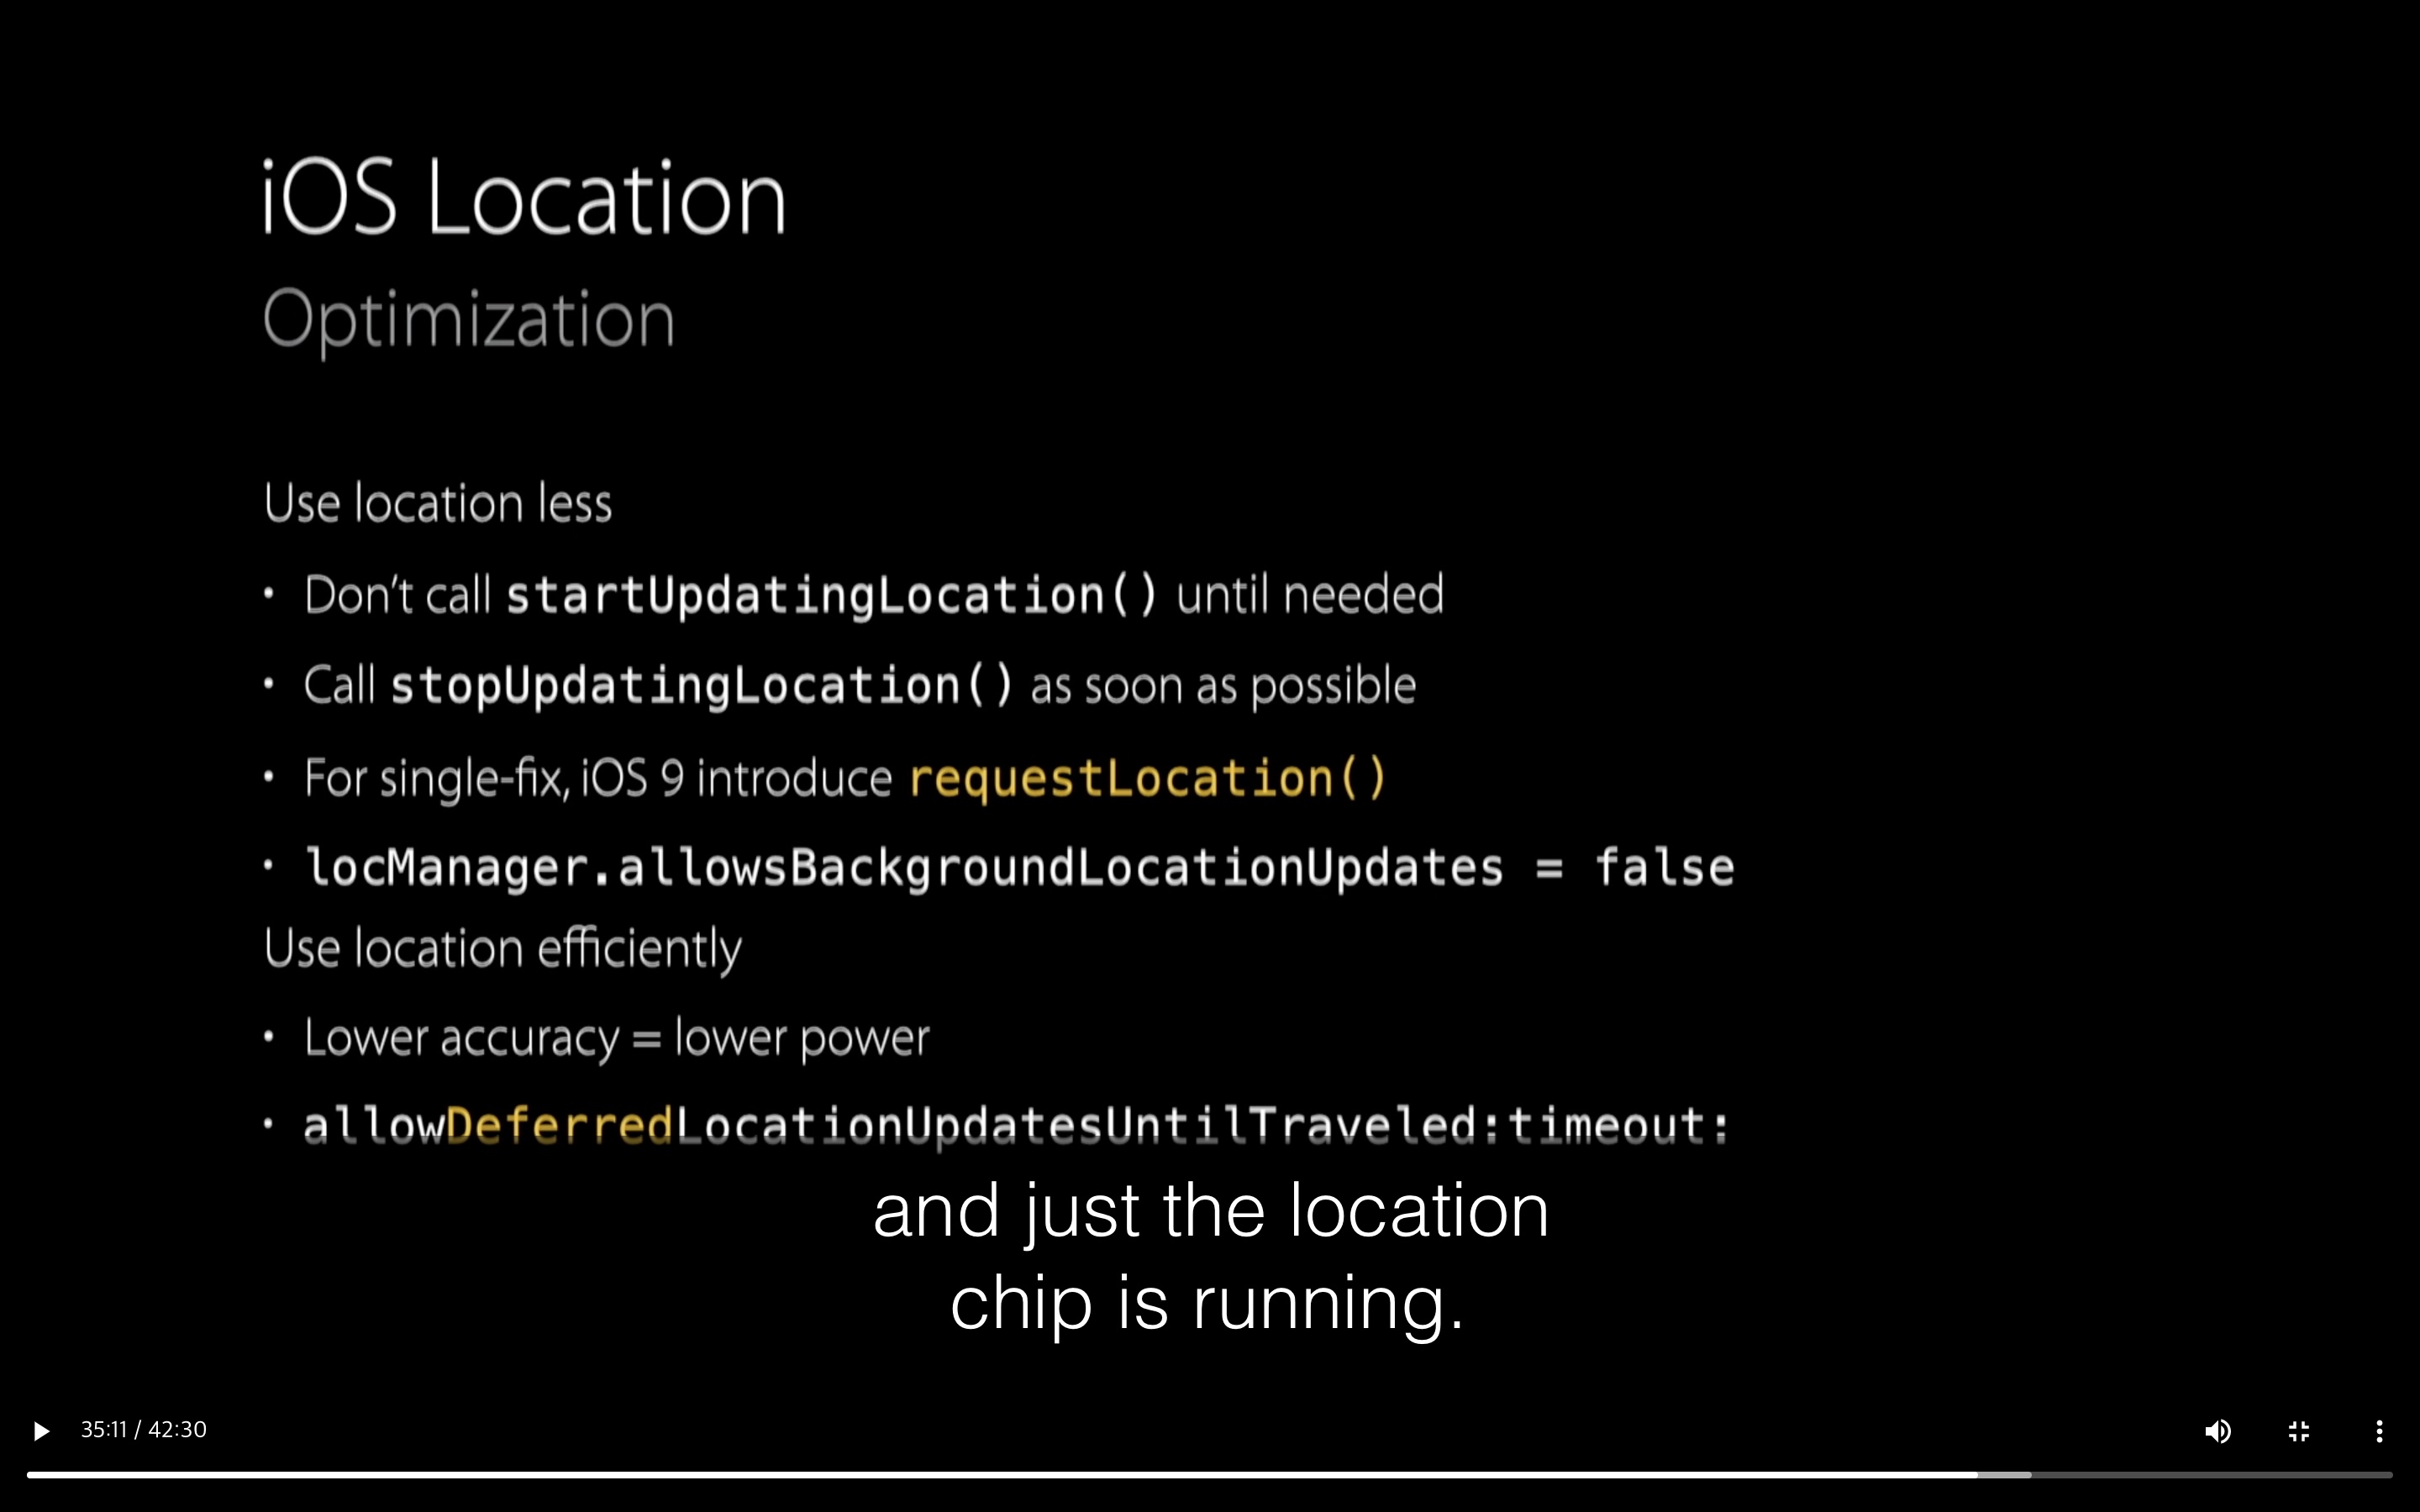 iOS Location
Optimization
Use location less
• Don’t call startUpdatingLocation() until needed
• Call stopUpdatingLocation() as soon as possible
• For single-fix, iOS 9 introduce requestLocation()
• locManager.allowsBackgroundLocationUpdates = false
Use location efficiently
• Lower accuracy = lower power
• allowDeferredLocationUpdatesUntilTraveled:timeout:
and just the location
chip is running.
35:11 / 42:30